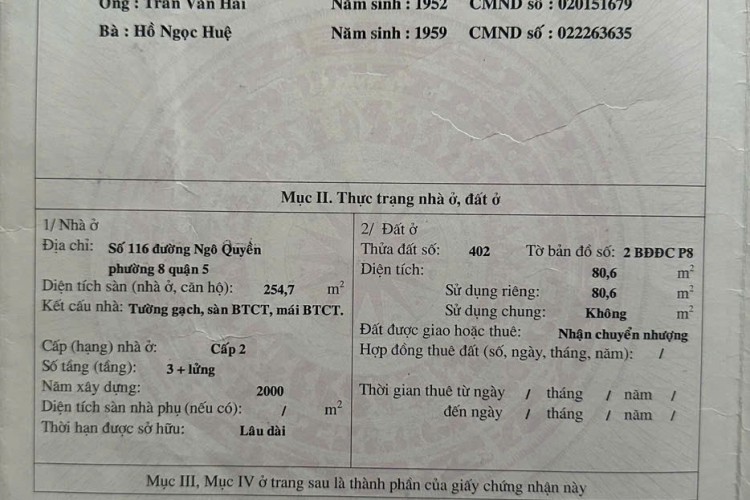 Ông : Trần Văn Hải Năm sinh : 1952 CMND số : 020151679
Bà : Hồ Ngọc Huệ Năm sinh : 1959 CMND số : 022263635
Mục II. Thực trạng nhà ở, đất ở
1/ Nhà ở
Địa chỉ: Số 116 đường Ngô Quyền
phường 8 quận 5
Diện tích sàn (nhà ở, căn hộ): 254,7 m²
Kết cấu nhà: Tường gạch, sàn BTCT, mái BTCT.
Cấp (hạng) nhà ở: Cấp 2
Số tầng (tầng): 3 + lửng
Năm xây dựng: 2000
Diện tích sàn nhà phụ (nếu có): / m²
Thời hạn được sở hữu: Lâu dài
2/ Đất ở
Thửa đất số: 402 Tờ bản đồ số: 2 BĐĐC P8
Diện tích: 80,6 m²
Sử dụng riêng: 80,6 m²
Sử dụng chung: Không m²
Đất được giao hoặc thuê: Nhận chuyển nhượng
Hợp đồng thuê đất (số, ngày, tháng, năm): /
Thời gian thuê từ ngày / tháng / năm /
đến ngày / tháng / năm /
Mục III, Mục IV ở trang sau là thành phần của giấy chứng nhận này